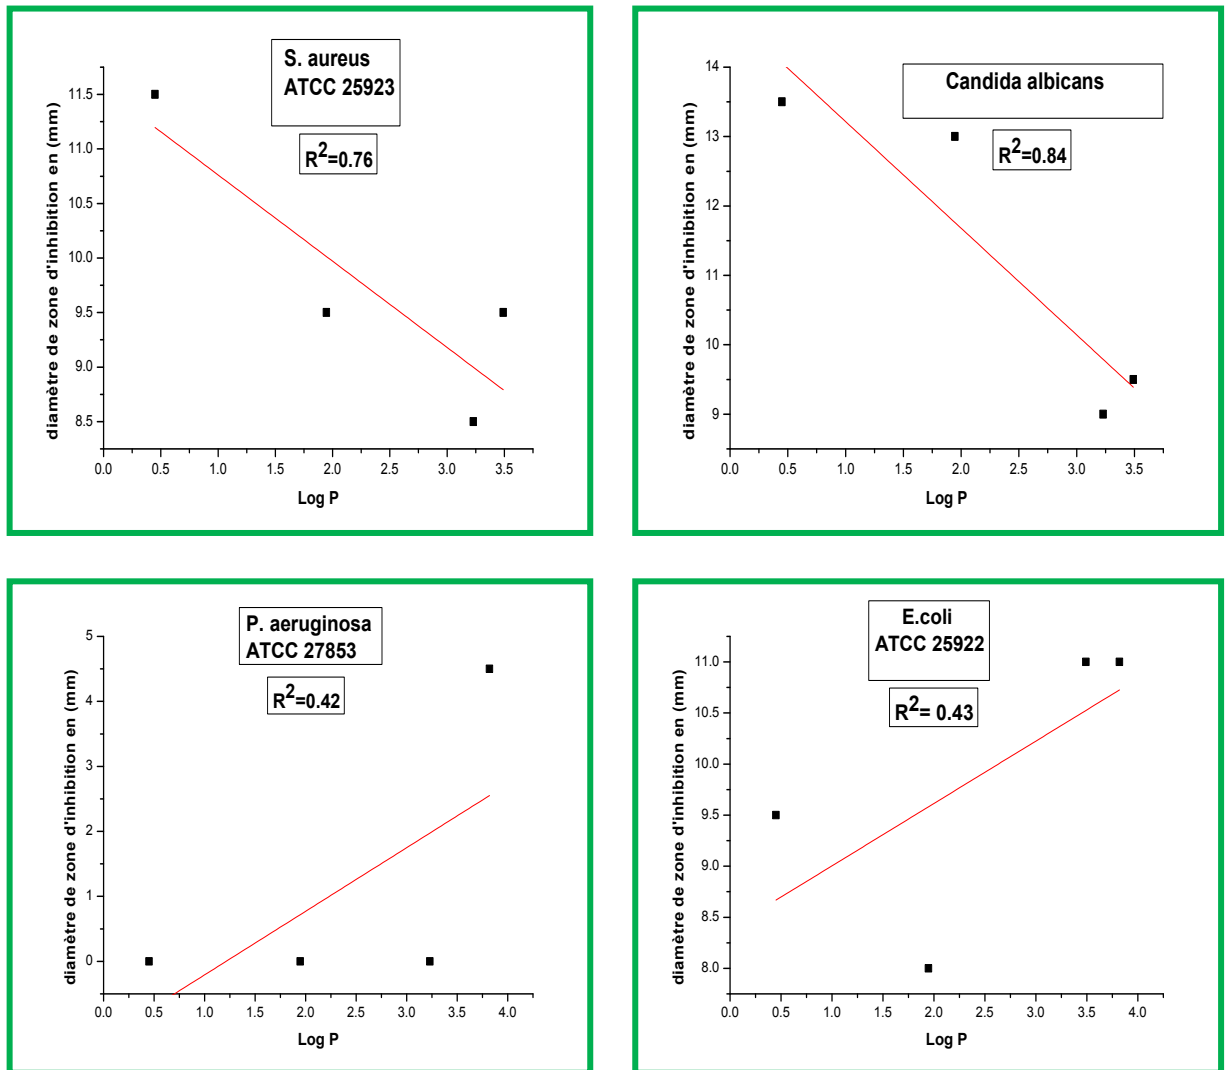 S. aureus
ATCC 25923
R²=0.76
diamètre de zone d'inhibition en (mm)
11.5
11.0
10.5
10.0
9.5
9.0
8.5
0.0 0.5 1.0 1.5 2.0 2.5 3.0 3.5
Log P
Candida albicans
R²=0.84
diamètre de zone d'inhibition en (mm)
14
13
12
11
10
9
0.0 0.5 1.0 1.5 2.0 2.5 3.0 3.5
Log P
P. aeruginosa
ATCC 27853
R²=0.42
diamètre de zone d'inhibition en (mm)
5
4
3
2
1
0
0.0 0.5 1.0 1.5 2.0 2.5 3.0 3.5 4.0
Log P
E.coli
ATCC 25922
R²= 0.43
diamètre de zone d'inhibition en (mm)
11.0
10.5
10.0
9.5
9.0
8.5
8.0
0.0 0.5 1.0 1.5 2.0 2.5 3.0 3.5 4.0
Log P